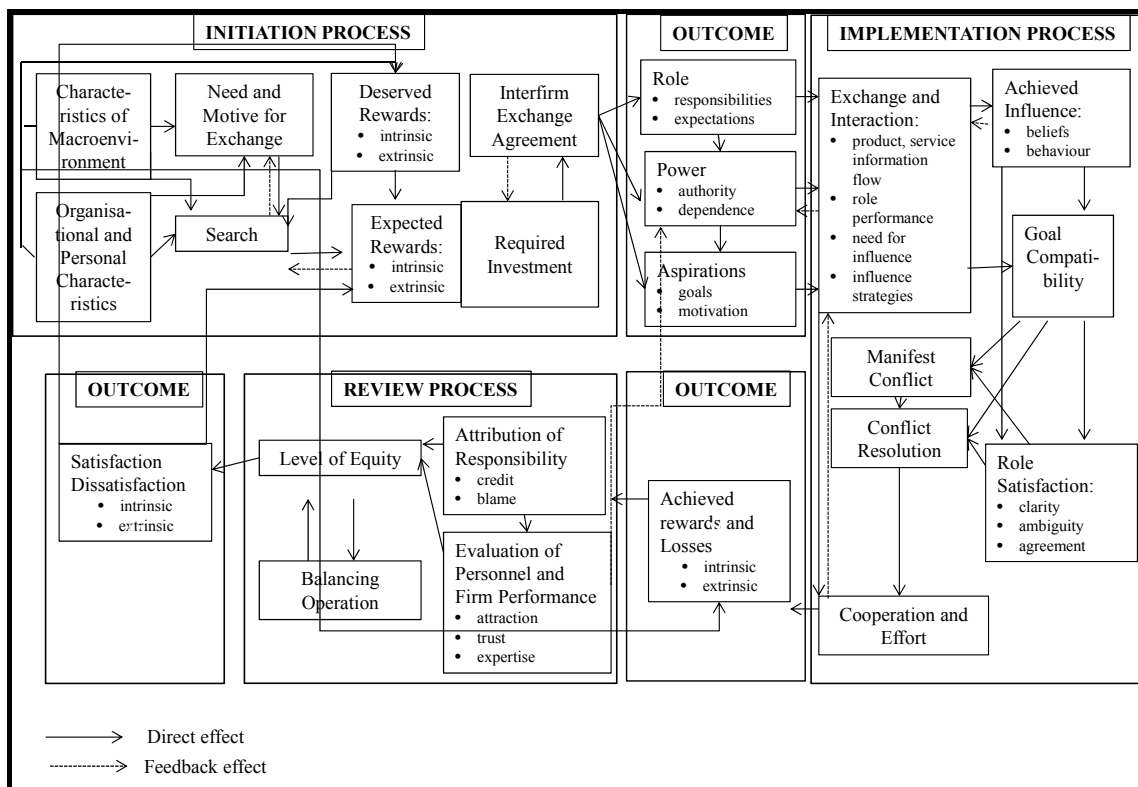 INITIATION PROCESS
Characte-
ristics of
Macroenvi-
ronment
Need and
Motive for
Exchange
Deserved
Rewards:
• intrinsic
• extrinsic
Interfirm
Exchange
Agreement
Organisa-
tional and
Personal
Characte-
ristics
Search
Expected
Rewards:
• intrinsic
• extrinsic
Required
Investment
OUTCOME
Role
• responsibilities
• expectations
Power
• authority
• dependence
Aspirations
• goals
• motivation
IMPLEMENTATION PROCESS
Exchange and
Interaction:
• product, service
information
flow
• role
performance
• need for
influence
• influence
strategies
Achieved
Influence:
• beliefs
• behaviour
Goal
Compati-
bility
Manifest
Conflict
Conflict
Resolution
Role
Satisfaction:
• clarity
• ambiguity
• agreement
Cooperation and
Effort
OUTCOME
Achieved
rewards and
Losses
• intrinsic
• extrinsic
REVIEW PROCESS
Attribution of
Responsibility
• credit
• blame
Level of Equity
Evaluation of
Personnel and
Firm Performance
• attraction
• trust
• expertise
Balancing
Operation
OUTCOME
Satisfaction
Dissatisfaction
• intrinsic
• extrinsic
Direct effect
Feedback effect